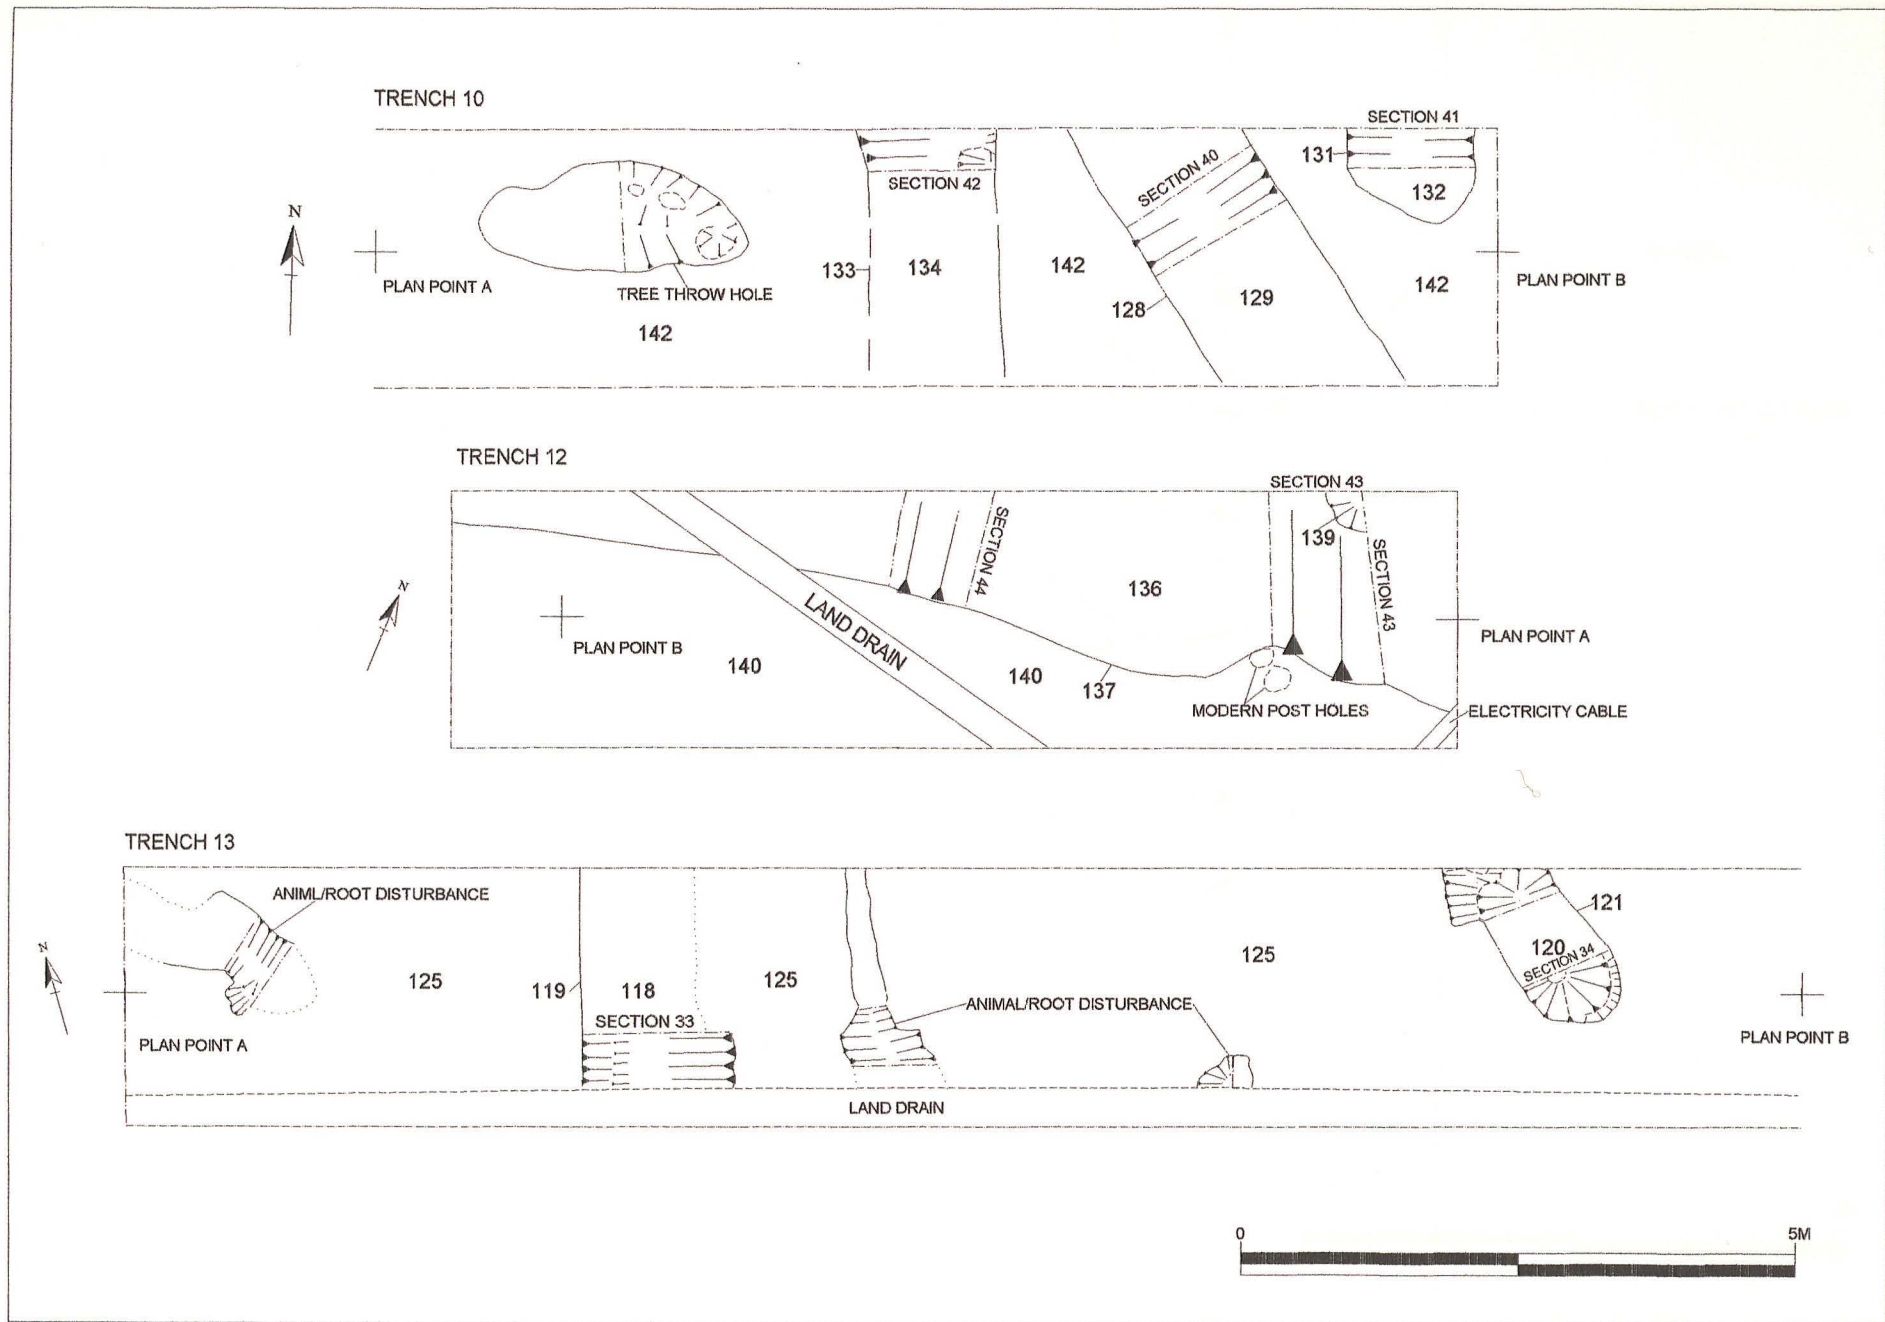 TRENCH 10
SECTION 41
131
SECTION 40
132
SECTION 42
N
133
134
142
128
129
142
PLAN POINT A
TREE THROW HOLE
142
PLAN POINT B
TRENCH 12
SECTION 43
139
SECTION 44
136
SECTION 43
N
LAND DRAIN
PLAN POINT B
140
140
137
PLAN POINT A
MODERN POST HOLES
ELECTRICITY CABLE
TRENCH 13
ANIML/ROOT DISTURBANCE
121
120
SECTION 34
N
125
119
118
125
125
SECTION 33
ANIMAL/ROOT DISTURBANCE
PLAN POINT A
PLAN POINT B
LAND DRAIN
0
5M